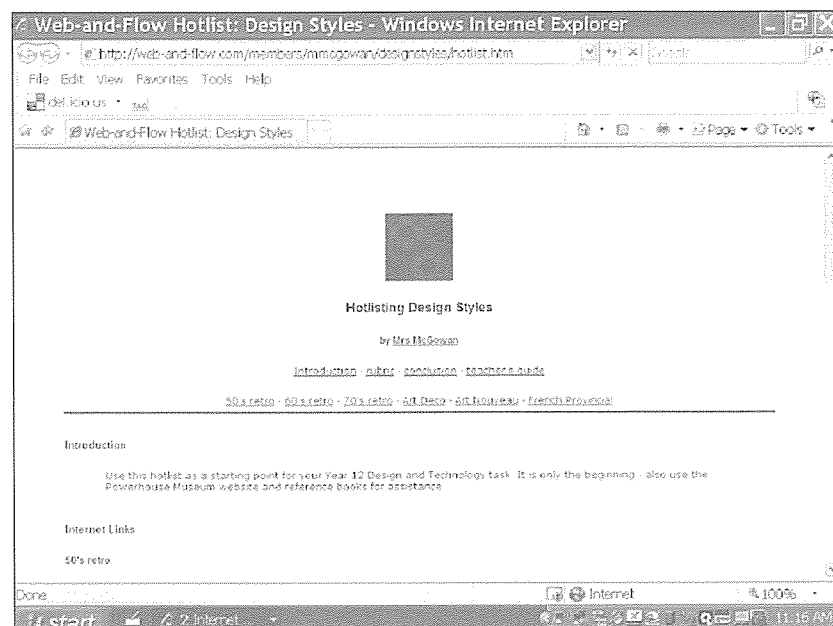 Web-and-Flow Hotlist: Design Styles - Windows Internet Explorer
http://web-and-flow.com/members/mmcgowan/designstyles/hotlist.htm
Google
File Edit View Favorites Tools Help
del.icio.us TAG
Web-and-Flow Hotlist: Design Styles
Page Tools
Hotlisting Design Styles
by Mrs McGowan
Introduction - rubric - conclusion - teacher's guide
50's retro - 60's retro - 70's retro - Art Deco - Art Nouveau - French Provincial
Introduction
Use this hotlist as a starting point for your Year 12 Design and Technology task. It is only the beginning - also use the
Powerhouse Museum website and reference books for assistance
Internet Links
50's retro
Done
Internet
100%
start
2 Internet
11:16 AM